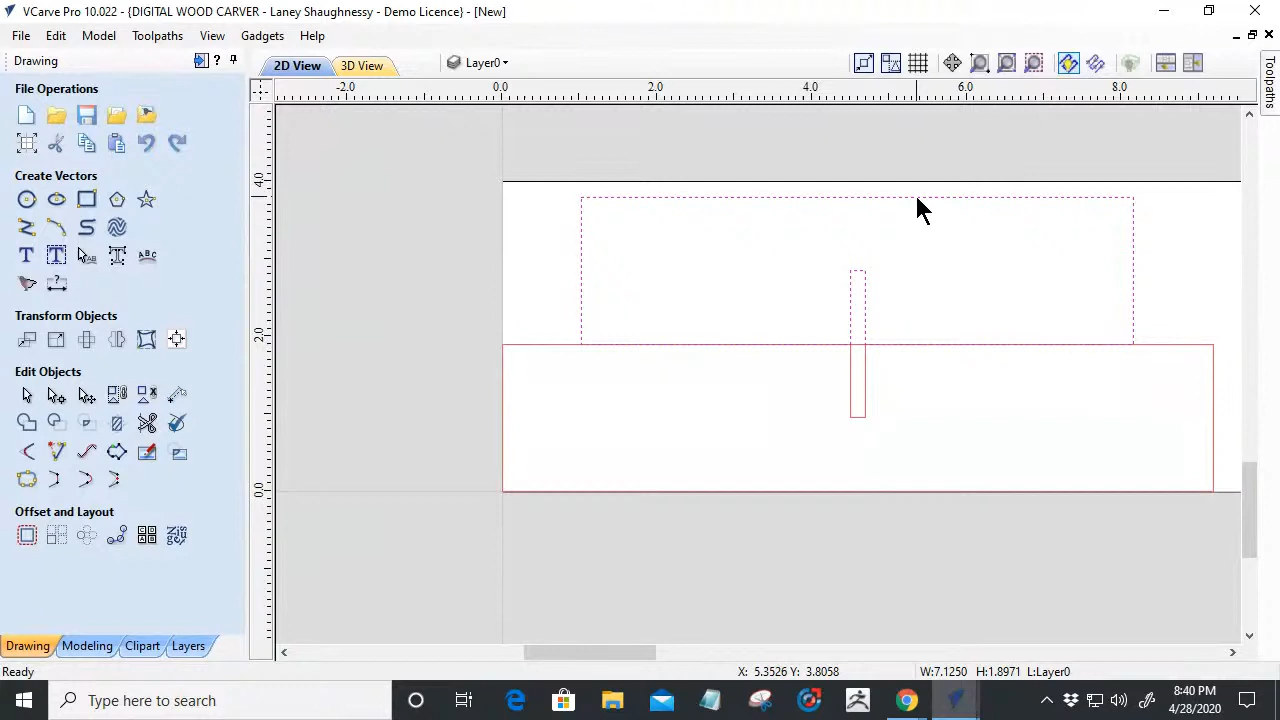 VCarve Pro 10.022 - {DIGITAL WOOD CARVER - Laney Shaughnessy - Demo Licence} - [New]
File Edit Model Toolpaths View Gadgets Help
Drawing
2D View 3D View Layer0
File Operations
Create Vectors
Transform Objects
Edit Objects
Offset and Layout
-2.0 0.0 2.0 4.0 6.0 8.0
4.0
2.0
0.0
Toolpaths
Drawing Modeling Clipart Layers
Ready X: 5.3526 Y: 3.8058 W:7.1250 H:1.8971 L:Layer0
Type here to search
8:40 PM
4/28/2020